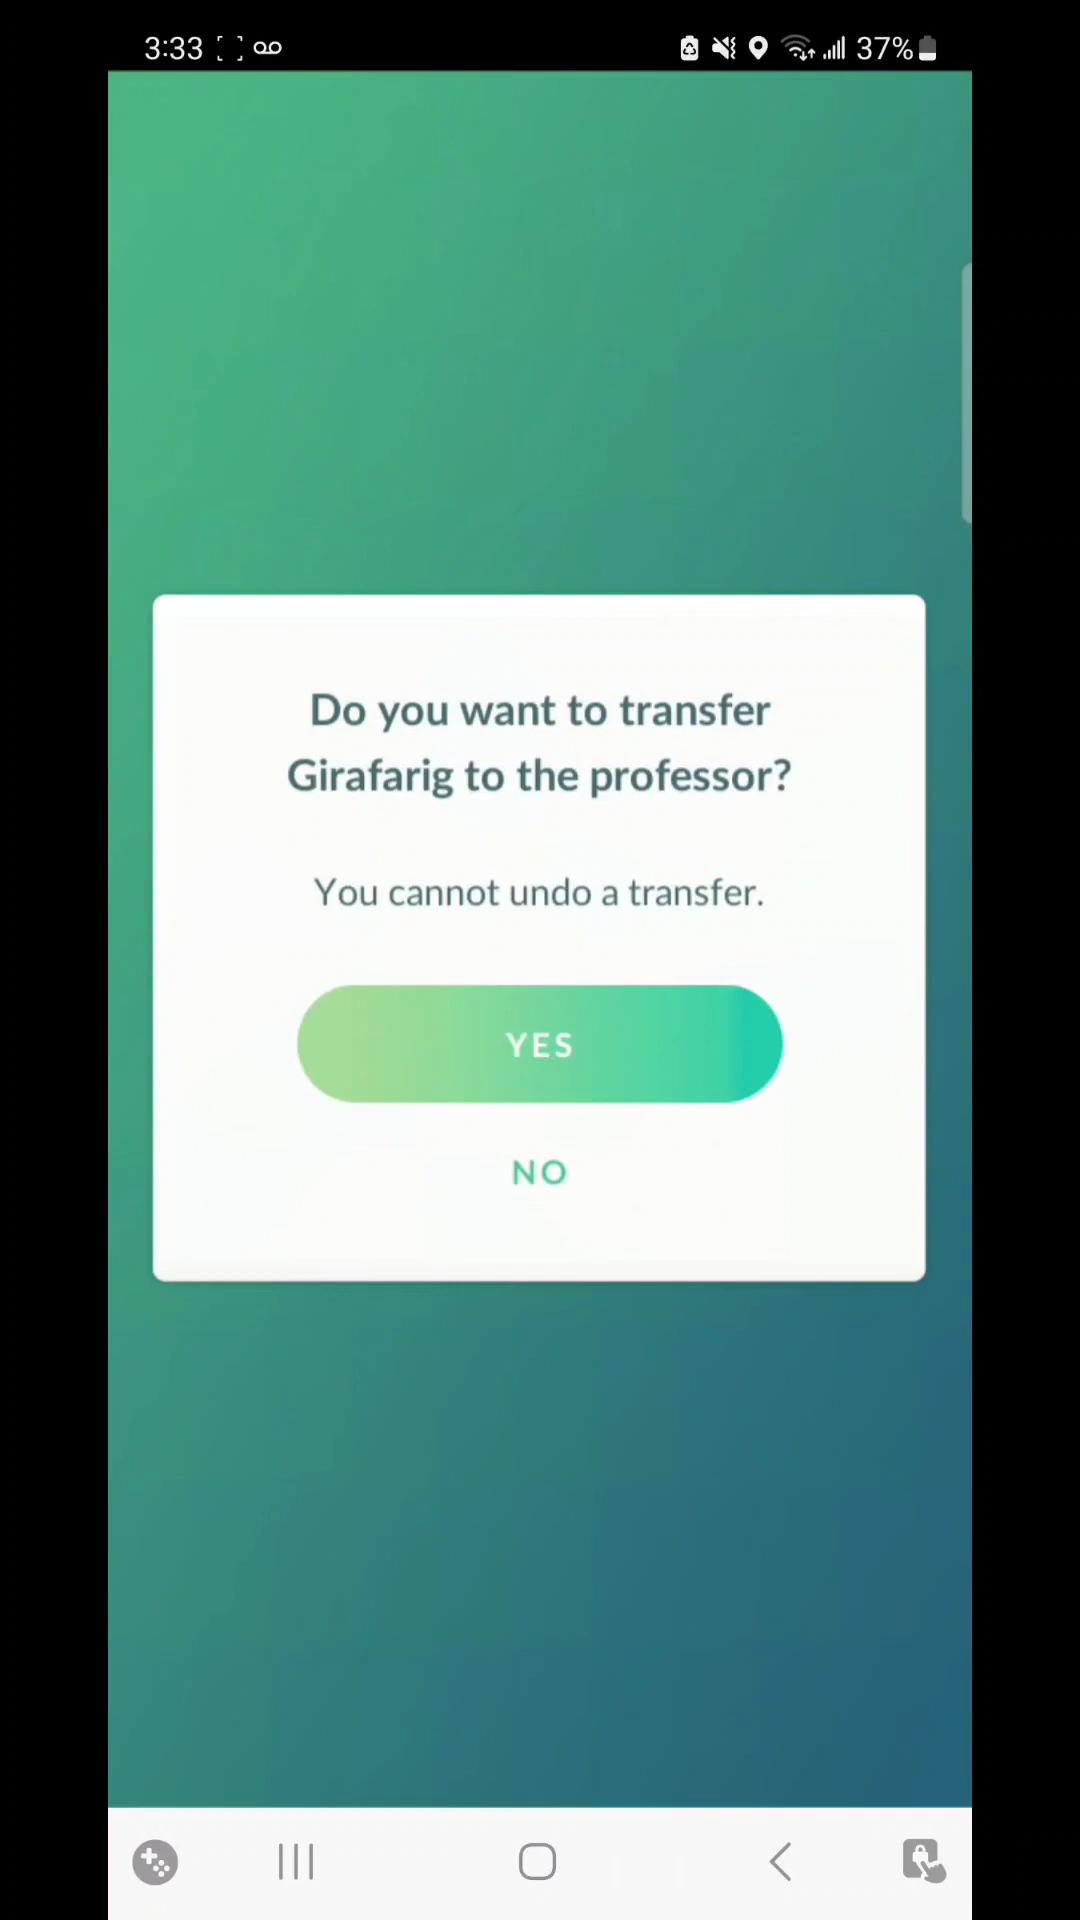 3:33 37%
Do you want to transfer
Girafarig to the professor?
You cannot undo a transfer.
YES
NO